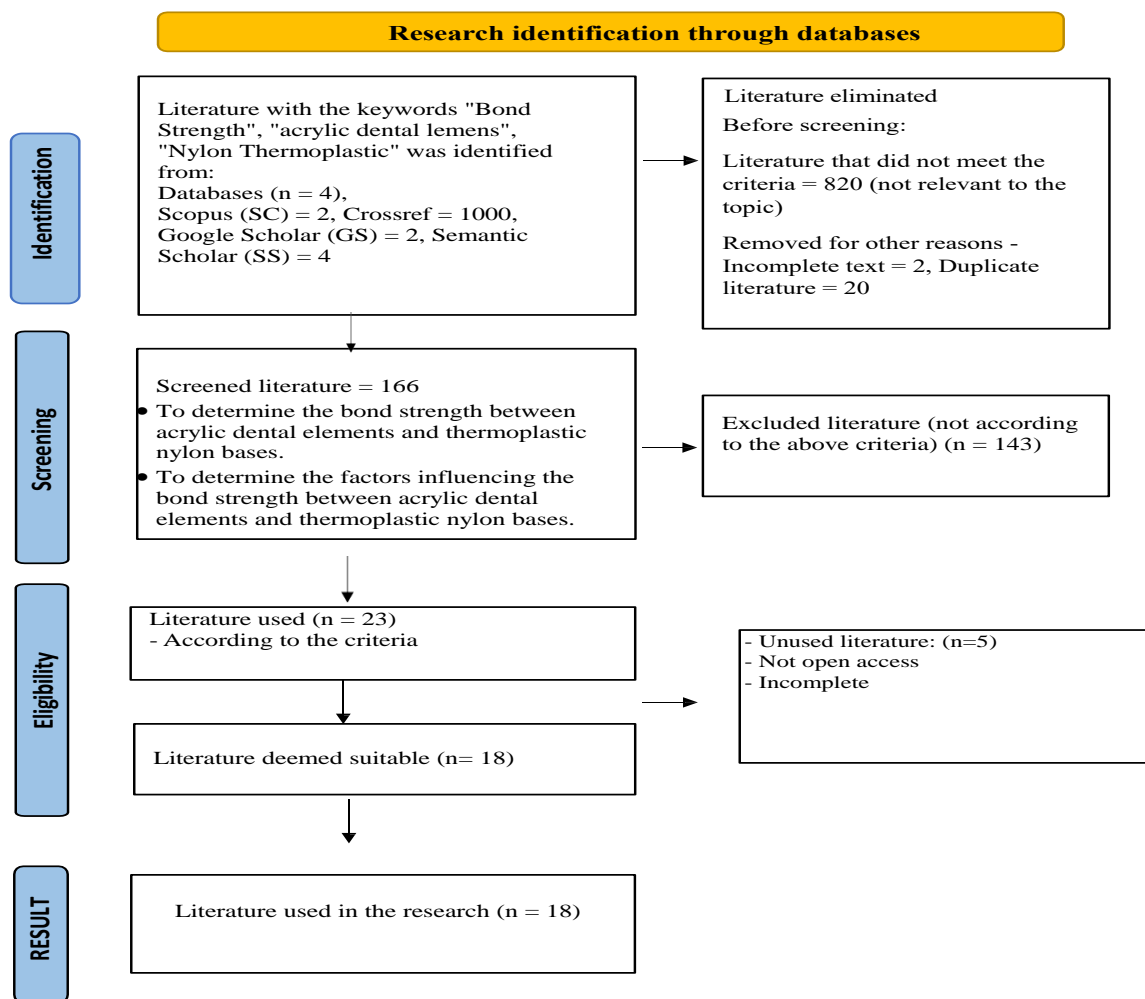 Research identification through databases
Identification
Literature with the keywords "Bond
Strength", "acrylic dental lemens",
"Nylon Thermoplastic" was identified
from:
Databases (n = 4),
Scopus (SC) = 2, Crossref = 1000,
Google Scholar (GS) = 2, Semantic
Scholar (SS) = 4
Literature eliminated
Before screening:
Literature that did not meet the
criteria = 820 (not relevant to the
topic)
Removed for other reasons -
Incomplete text = 2, Duplicate
literature = 20
Screening
Screened literature = 166
• To determine the bond strength between
acrylic dental elements and thermoplastic
nylon bases.
• To determine the factors influencing the
bond strength between acrylic dental
elements and thermoplastic nylon bases.
Excluded literature (not according
to the above criteria) (n = 143)
Eligibility
Literature used (n = 23)
- According to the criteria
- Unused literature: (n=5)
- Not open access
- Incomplete
Literature deemed suitable (n= 18)
RESULT
Literature used in the research (n = 18)